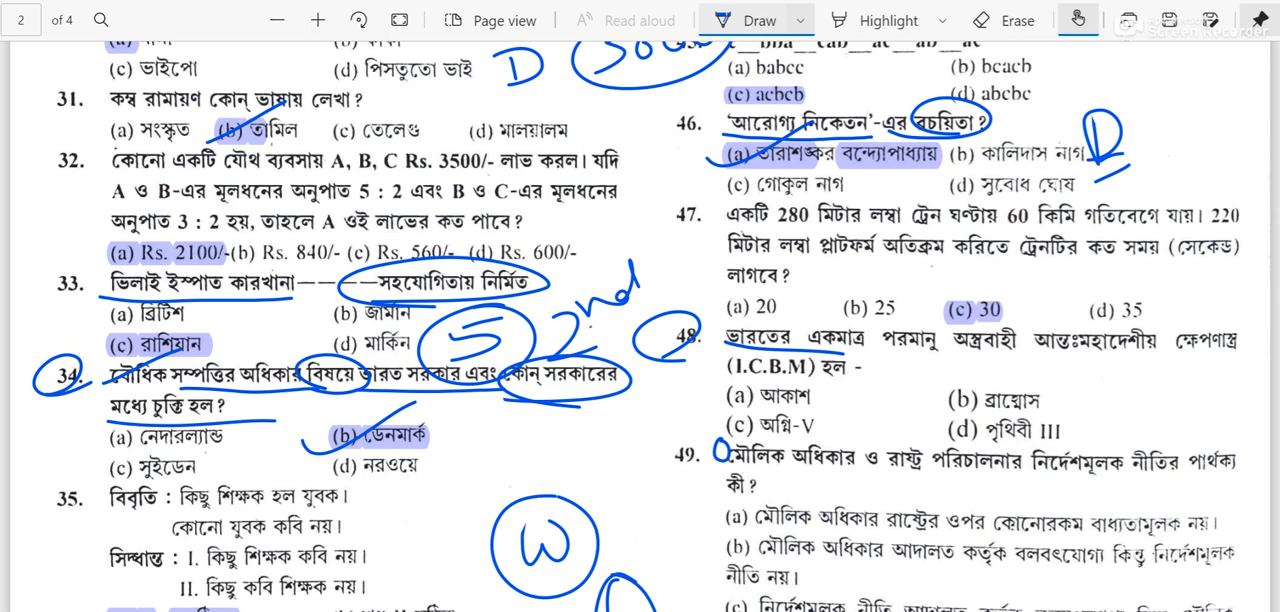 2 of 4 Page view Read aloud Draw Highlight Erase
Screen Recorder
(c) ভাইপো (d) পিসতুতো ভাই
D
31. কম্ব রামায়ণ কোন্ ভাষায় লেখা ?
(a) সংস্কৃত (b) তামিল (c) তেলেগু (d) মালয়ালম
32. কোনো একটি যৌথ ব্যবসায় A, B, C Rs. 3500/- লাভ করল। যদি
A ও B-এর মূলধনের অনুপাত 5 : 2 এবং B ও C-এর মূলধনের
অনুপাত 3 : 2 হয়, তাহলে A ওই লাভের কত পাবে ?
(a) Rs. 2100/-(b) Rs. 840/- (c) Rs. 560/- (d) Rs. 600/-
33. ভিলাই ইস্পাত কারখানা————সহযোগিতায় নির্মিত
(a) ব্রিটিশ (b) জার্মান
(c) রাশিয়ান (d) মার্কিন
5 2nd
34. বৌধিক সম্পত্তির অধিকার বিষয়ে ভারত সরকার এবং কোন্ সরকারের
মধ্যে চুক্তি হল ?
(a) নেদারল্যান্ড (b) ডেনমার্ক
(c) সুইডেন (d) নরওয়ে
35. বিবৃতি : কিছু শিক্ষক হল যুবক।
কোনো যুবক কবি নয়।
সিদ্ধান্ত : I. কিছু শিক্ষক কবি নয়।
II. কিছু কবি শিক্ষক নয়।
W
c__bba__cab__ac__ab__ac
(a) babcc (b) bcacb
(c) acbcb (d) abcbc
46. ‘আরোগ্য নিকেতন’-এর রচয়িতা ?
(a) তারাশঙ্কর বন্দ্যোপাধ্যায় (b) কালিদাস নাগ
(c) গোকুল নাগ (d) সুবোধ ঘোষ
D
47. একটি 280 মিটার লম্বা ট্রেন ঘণ্টায় 60 কিমি গতিবেগে যায়। 220
মিটার লম্বা প্লাটফর্ম অতিক্রম করিতে ট্রেনটির কত সময় (সেকেন্ড)
লাগবে ?
(a) 20 (b) 25 (c) 30 (d) 35
48. ভারতের একমাত্র পরমানু অস্ত্রবাহী আন্তঃমহাদেশীয় ক্ষেপণাস্ত্র
(I.C.B.M) হল -
(a) আকাশ (b) ব্রাহ্মোস
(c) অগ্নি-V (d) পৃথিবী III
49. মৌলিক অধিকার ও রাষ্ট্র পরিচালনার নির্দেশমূলক নীতির পার্থক্য
কী ?
(a) মৌলিক অধিকার রাষ্টের ওপর কোনোরকম বাধ্যতামূলক নয়।
(b) মৌলিক অধিকার আদালত কর্তৃক বলবৎযোগ্য কিন্তু নির্দেশমূলক
নীতি নয়।